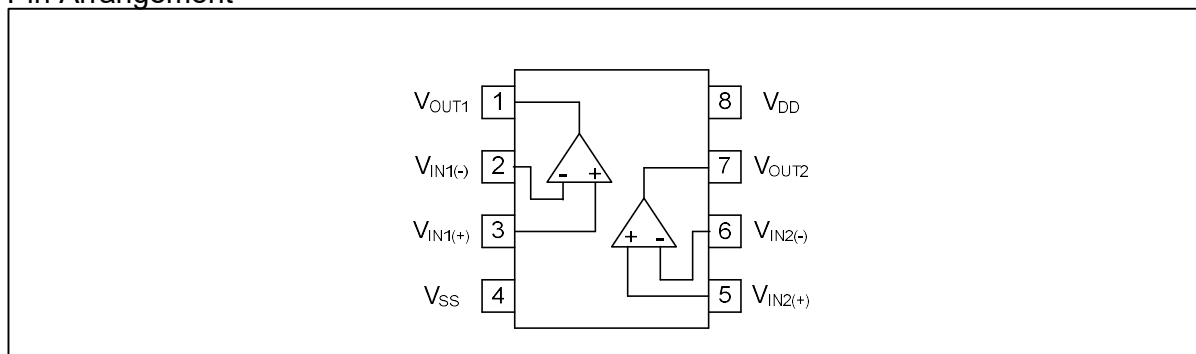 Pin Arrangement
VOUT1 1 8 VDD
VIN1(-) 2 7 VOUT2
- +
VIN1(+) 3 6 VIN2(-)
+ -
VSS 4 5 VIN2(+)